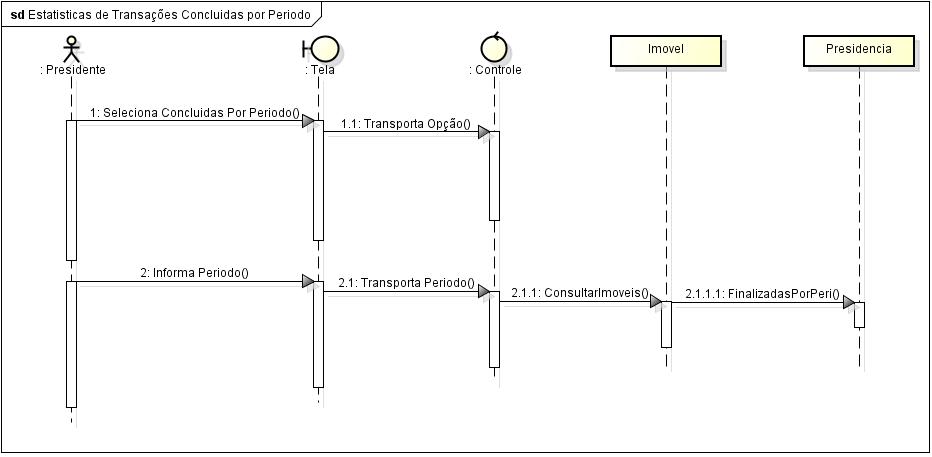 sd Estatisticas de Transações Concluidas por Periodo
: Presidente
: Tela
: Controle
Imovel
Presidencia
1: Seleciona Concluidas Por Periodo()
1.1: Transporta Opção()
2: Informa Periodo()
2.1: Transporta Periodo()
2.1.1: ConsultarImoveis()
2.1.1.1: FinalizadasPorPeri()